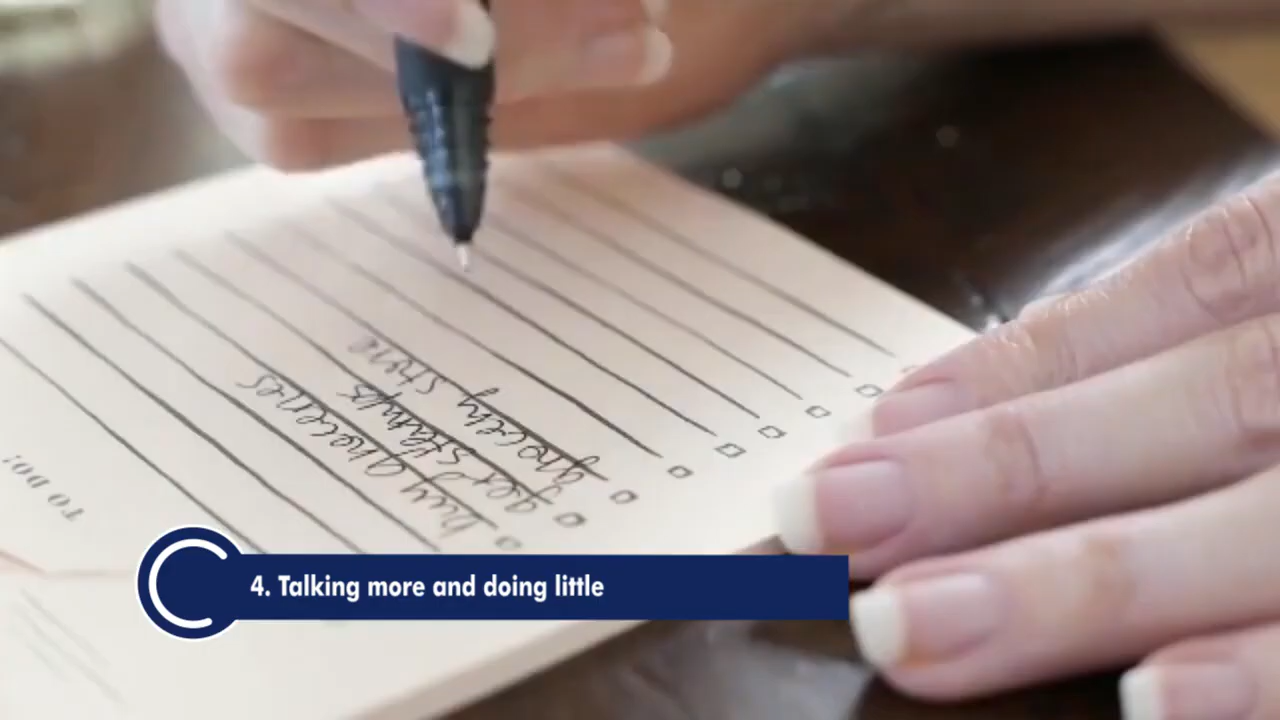 TO DO!
buy groceries
get stamps
grocery store
4. Talking more and doing little